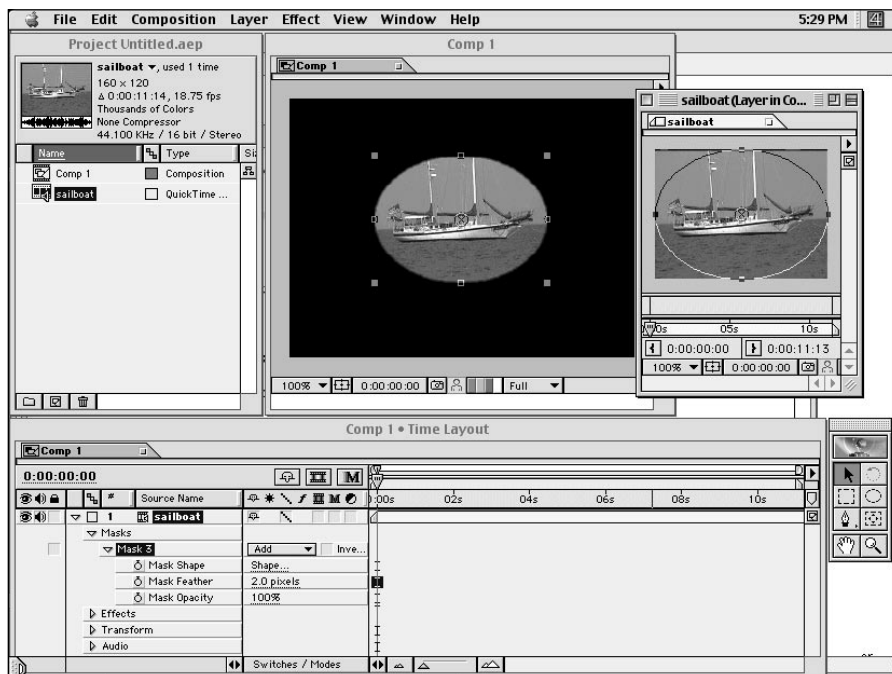 File Edit Composition Layer Effect View Window Help 5:29 PM
Project Untitled.aep
sailboat ▼, used 1 time
160 x 120
Δ 0:00:11:14, 18.75 fps
Thousands of Colors
None Compressor
44.100 KHz / 16 bit / Stereo
Name # Type Si
Comp 1 Composition
sailboat QuickTime ...
Comp 1
Comp 1
100% 0:00:00:00 Full
sailboat (Layer in Co...
sailboat
0s 05s 10s
0:00:00:00 0:00:11:13
100% 0:00:00:00
Comp 1 • Time Layout
Comp 1
0:00:00:00 M
# Source Name f M 0:00s 02s 04s 06s 08s 10s
1 sailboat
Masks
Mask 3 Add Inve...
Mask Shape Shape...
Mask Feather 2.0 pixels
Mask Opacity 100%
Effects
Transform
Audio
Switches / Modes